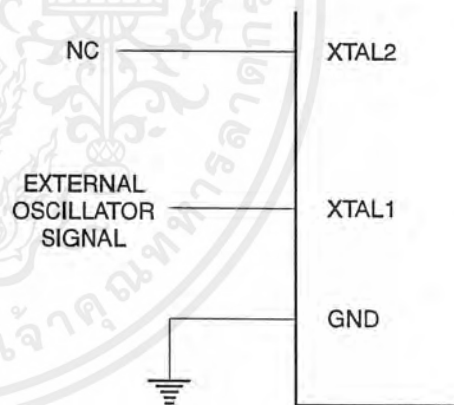 NC
XTAL2
EXTERNAL
OSCILLATOR
SIGNAL
XTAL1
GND